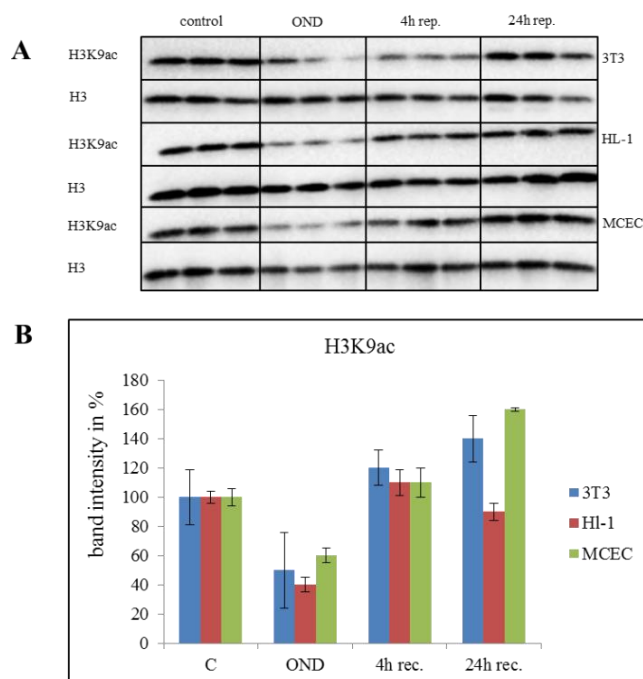 control OND 4h rep. 24h rep.
A
H3K9ac 3T3
H3
H3K9ac HL-1
H3
H3K9ac MCEC
H3
B
H3K9ac
band intensity in %
180
160
140
120
100
80
60
40
20
0
C OND 4h rec. 24h rec.
3T3
Hl-1
MCEC